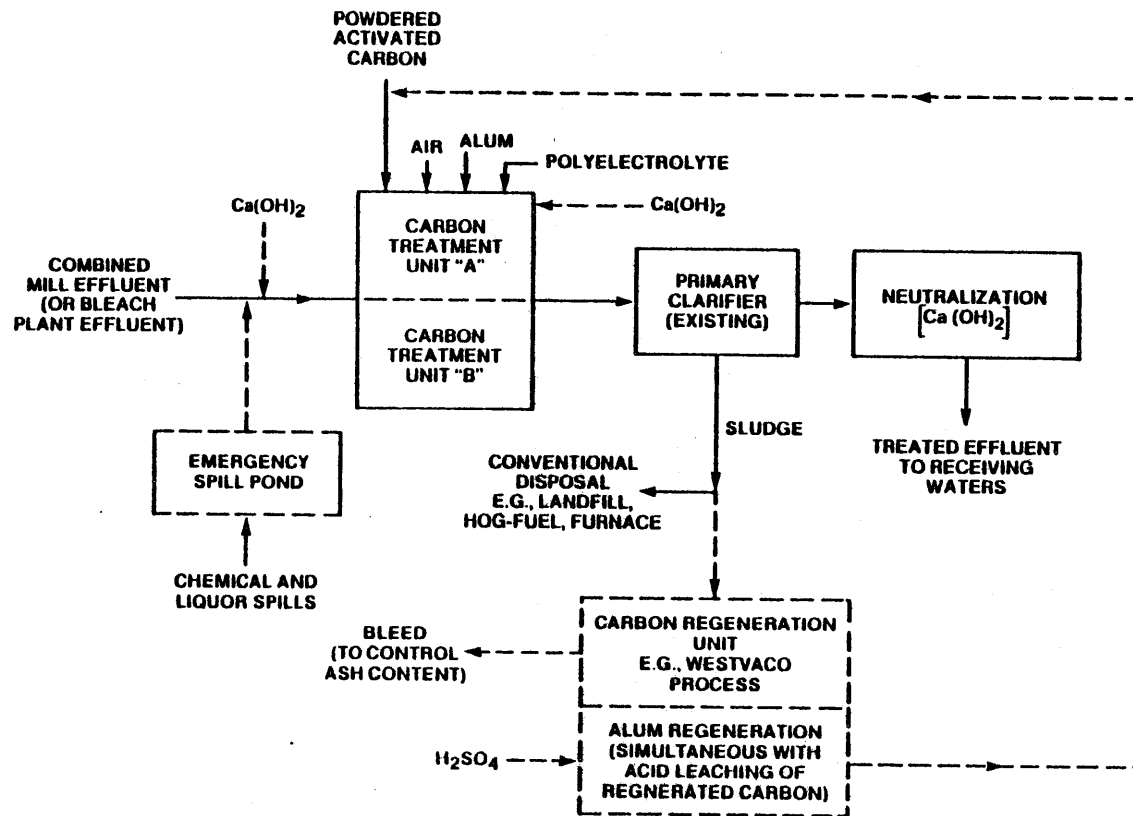 POWDERED
ACTIVATED
CARBON
AIR
ALUM
POLYELECTROLYTE
Ca(OH)2
Ca(OH)2
COMBINED
MILL EFFLUENT
(OR BLEACH
PLANT EFFLUENT)
CARBON
TREATMENT
UNIT "A"
CARBON
TREATMENT
UNIT "B"
PRIMARY
CLARIFIER
(EXISTING)
NEUTRALIZATION
[Ca (OH)2]
EMERGENCY
SPILL POND
CHEMICAL AND
LIQUOR SPILLS
SLUDGE
CONVENTIONAL
DISPOSAL
E.G., LANDFILL,
HOG-FUEL, FURNACE
TREATED EFFLUENT
TO RECEIVING
WATERS
BLEED
(TO CONTROL
ASH CONTENT)
CARBON REGENERATION
UNIT
E.G., WESTVACO
PROCESS
H2SO4
ALUM REGENERATION
(SIMULTANEOUS WITH
ACID LEACHING OF
REGNERATED CARBON)